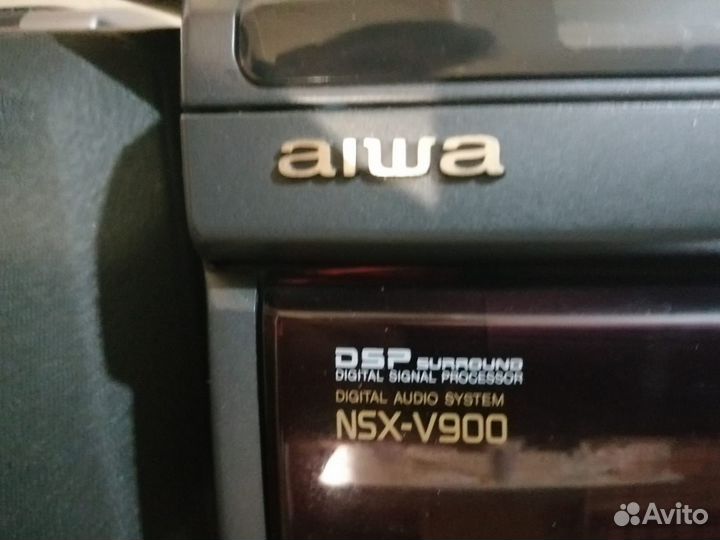 aiwa
DSP SURROUND
DIGITAL SIGNAL PROCESSOR
DIGITAL AUDIO SYSTEM
NSX-V900
Avito